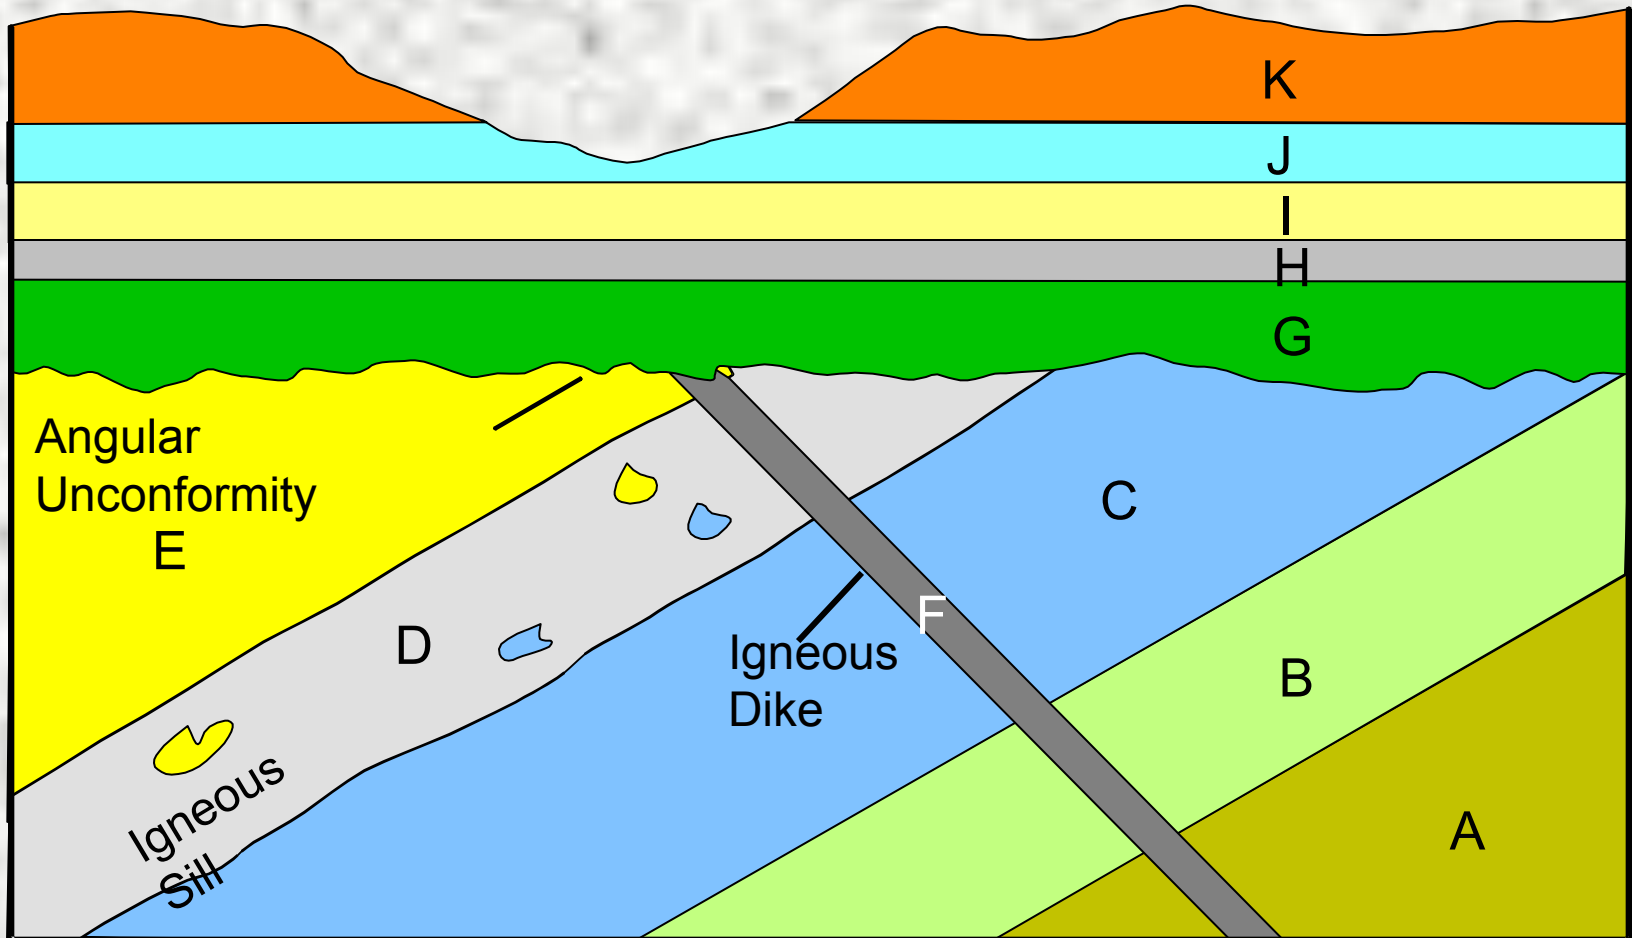 K
J
I
H
G
Angular
Unconformity
E
C
D
F
Igneous
Dike
B
A
Igneous
Sill